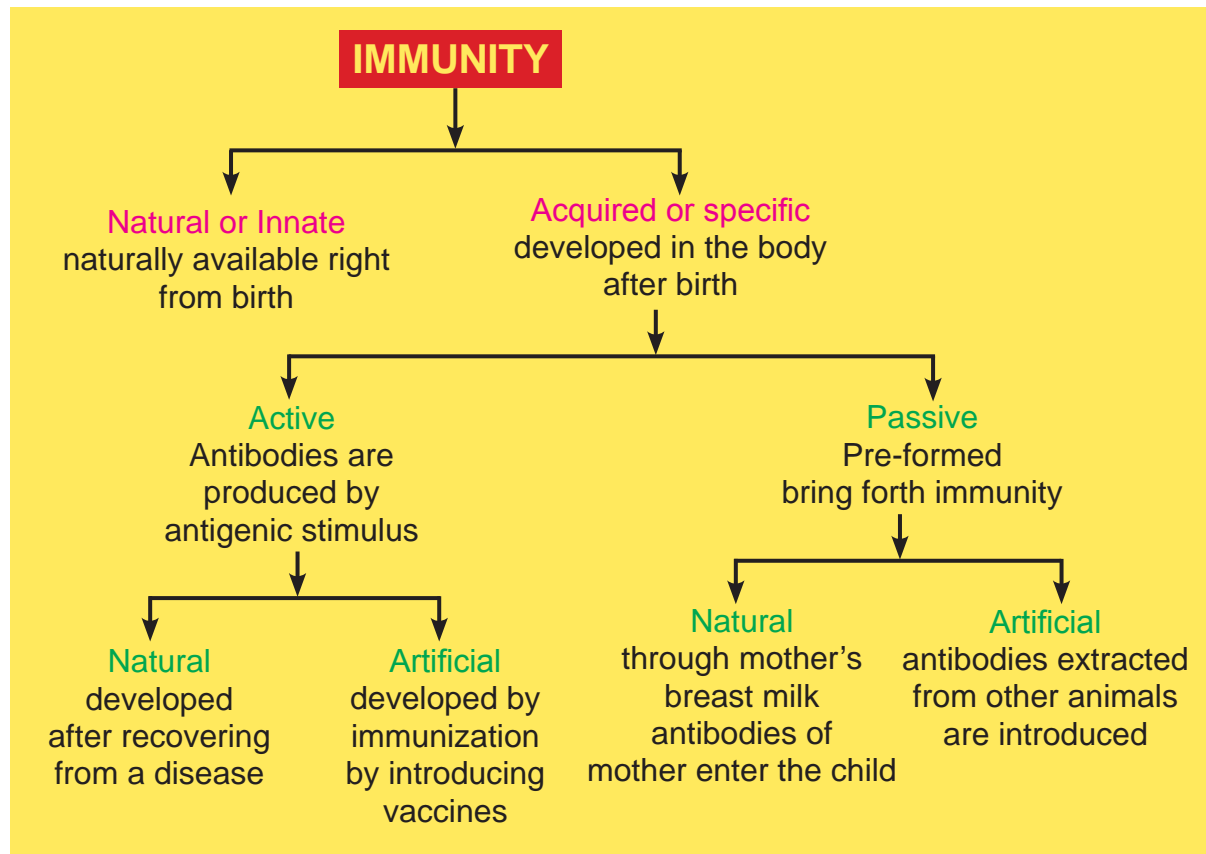 IMMUNITY
Natural or Innate
naturally available right
from birth
Acquired or specific
developed in the body
after birth
Active
Antibodies are
produced by
antigenic stimulus
Passive
Pre-formed
bring forth immunity
Natural
developed
after recovering
from a disease
Artificial
developed by
immunization
by introducing
vaccines
Natural
through mother’s
breast milk
antibodies of
mother enter the child
Artificial
antibodies extracted
from other animals
are introduced